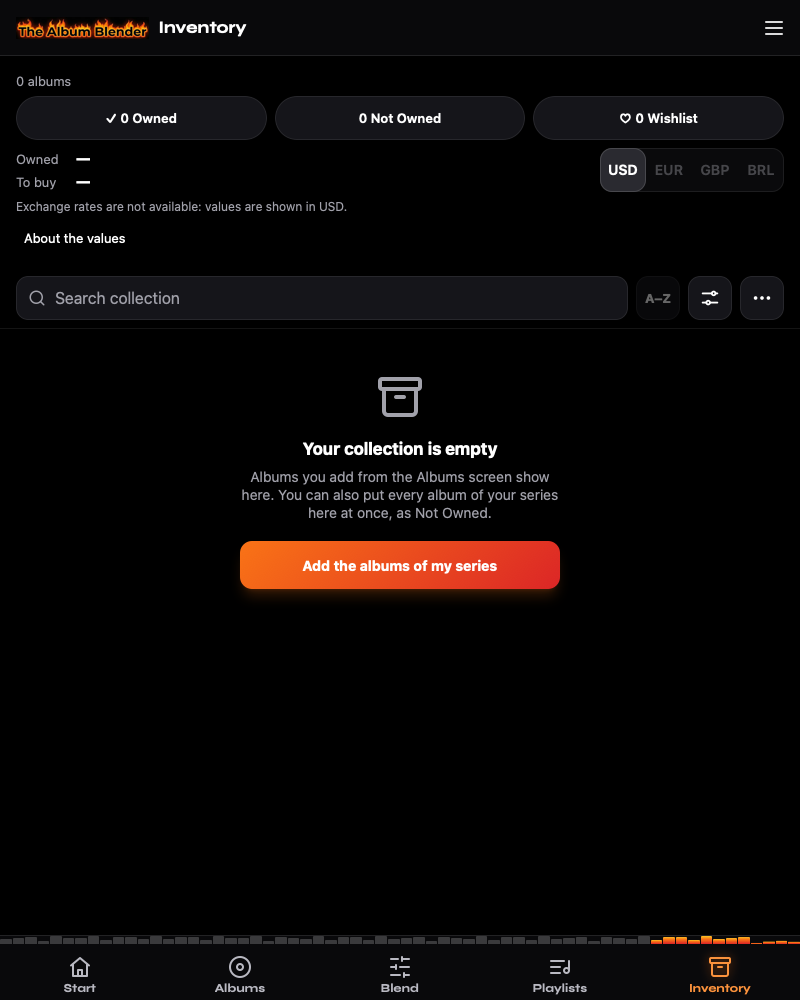 The Album Blender Inventory
0 albums
✓ 0 Owned
0 Not Owned
♡ 0 Wishlist
Owned —
To buy —
USD EUR GBP BRL
Exchange rates are not available: values are shown in USD.
About the values
Search collection
A–Z
Your collection is empty
Albums you add from the Albums screen show
here. You can also put every album of your series
here at once, as Not Owned.
Add the albums of my series
Start
Albums
Blend
Playlists
Inventory